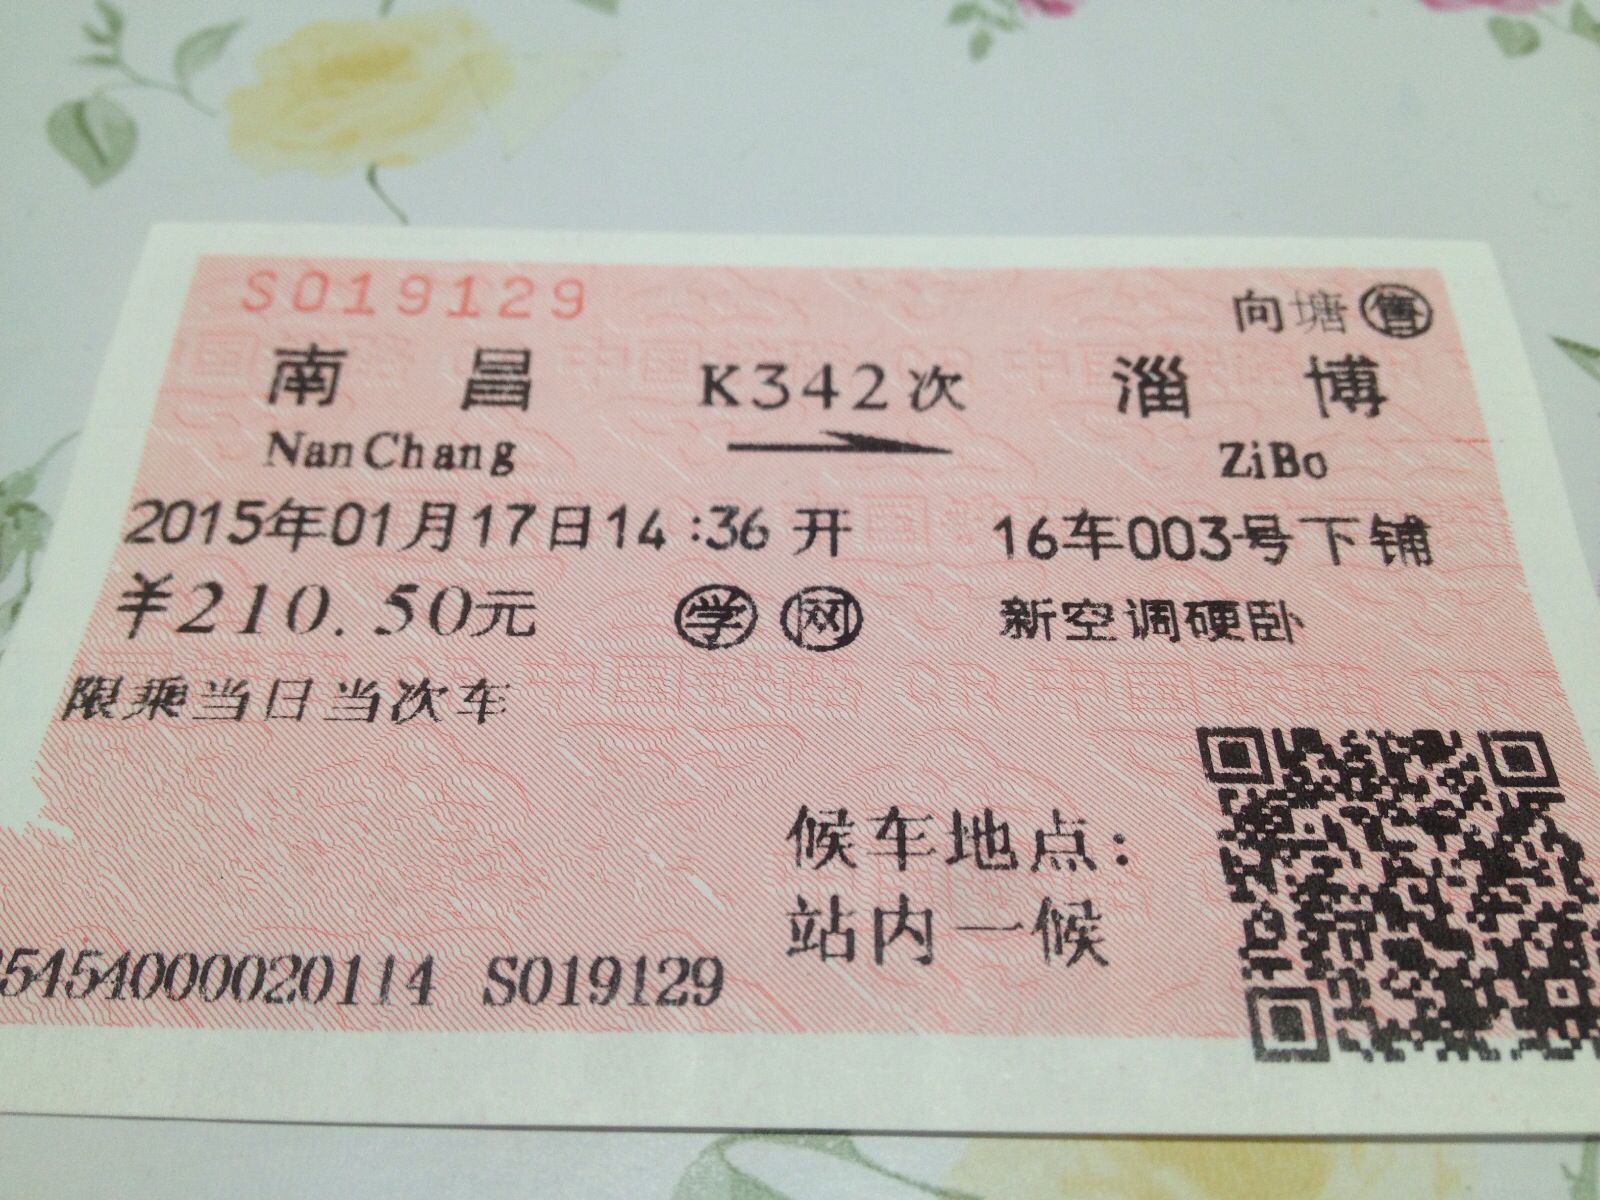 S019129
向塘 售
南昌 K342次 淄博
NanChang ZiBo
2015年01月17日14:36开 16车003号下铺
￥210.50元 学 网 新空调硬卧
限乘当日当次车
候车地点:
站内一候
5454000020114 S019129